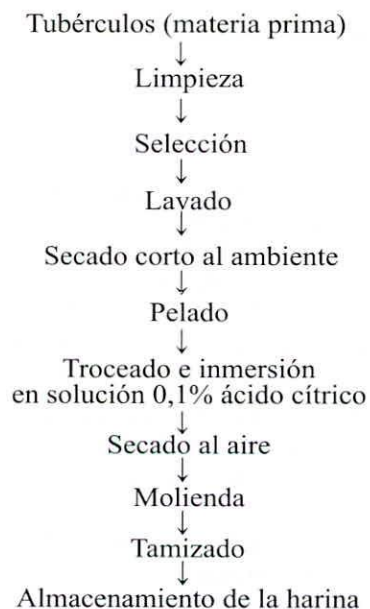 Tubérculos (materia prima)
↓
Limpieza
↓
Selección
↓
Lavado
↓
Secado corto al ambiente
↓
Pelado
↓
Troceado e inmersión
en solución 0,1% ácido cítrico
↓
Secado al aire
↓
Molienda
↓
Tamizado
↓
Almacenamiento de la harina